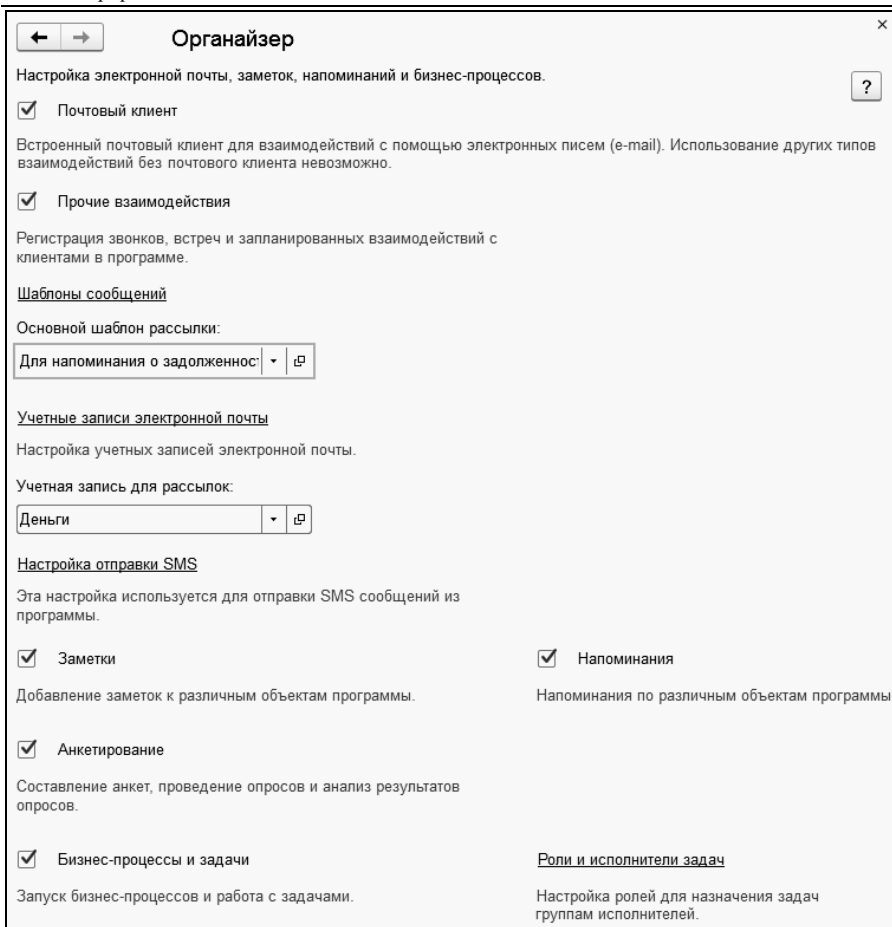 Органайзер
×
Настройка электронной почты, заметок, напоминаний и бизнес-процессов.
?
Почтовый клиент
Встроенный почтовый клиент для взаимодействий с помощью электронных писем (e-mail). Использование других типов
взаимодействий без почтового клиента невозможно.
Прочие взаимодействия
Регистрация звонков, встреч и запланированных взаимодействий с
клиентами в программе.
Шаблоны сообщений
Основной шаблон рассылки:
Для напоминания о задолженност
Учетные записи электронной почты
Настройка учетных записей электронной почты.
Учетная запись для рассылок:
Деньги
Настройка отправки SMS
Эта настройка используется для отправки SMS сообщений из
программы.
Заметки
Напоминания
Добавление заметок к различным объектам программы.
Напоминания по различным объектам программы
Анкетирование
Составление анкет, проведение опросов и анализ результатов
опросов.
Бизнес-процессы и задачи
Роли и исполнители задач
Запуск бизнес-процессов и работа с задачами.
Настройка ролей для назначения задач
группам исполнителей.